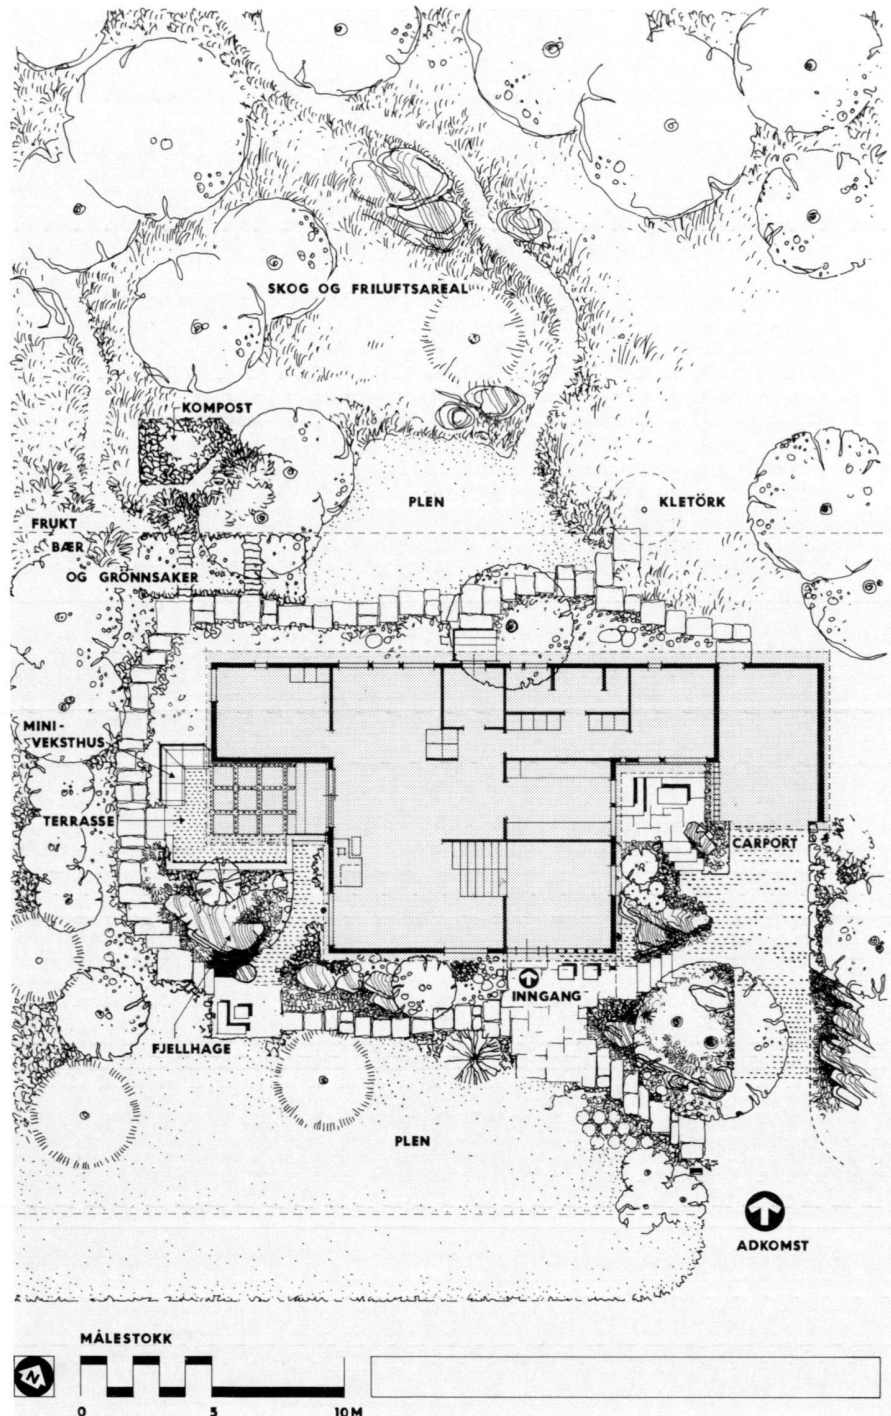 SKOG OG FRILUFTSAREAL
KOMPOST
PLEN
KLETÖRK
FRUKT
BÆR
OG GRÖNNSAKER
MINI-
VEKSTHUS
TERRASSE
CARPORT
INNGANG
FJELLHAGE
PLEN
ADKOMST
MÅLESTOKK
N
0 5 10 M